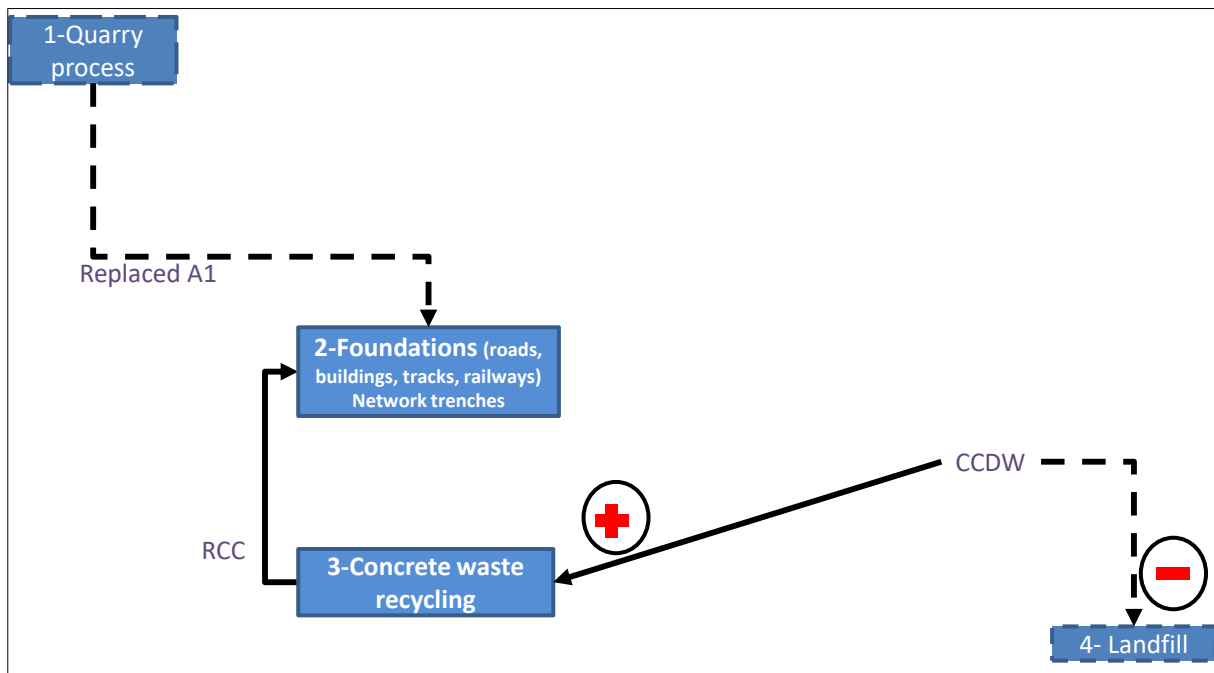 1-Quarry
process
Replaced A1
2-Foundations (roads,
buildings, tracks, railways)
Network trenches
CCDW
RCC
3-Concrete waste
recycling
4- Landfill